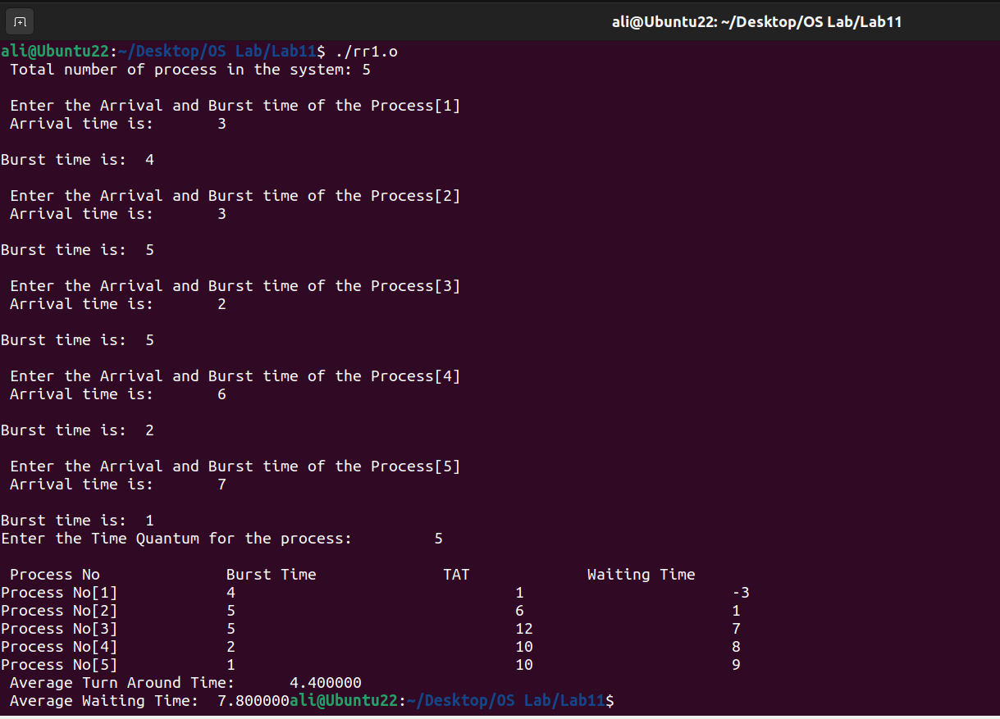 ali@Ubuntu22: ~/Desktop/OS Lab/Lab11
ali@Ubuntu22:~/Desktop/OS Lab/Lab11$ ./rr1.o
Total number of process in the system: 5
Enter the Arrival and Burst time of the Process[1]
Arrival time is: 3
Burst time is: 4
Enter the Arrival and Burst time of the Process[2]
Arrival time is: 3
Burst time is: 5
Enter the Arrival and Burst time of the Process[3]
Arrival time is: 2
Burst time is: 5
Enter the Arrival and Burst time of the Process[4]
Arrival time is: 6
Burst time is: 2
Enter the Arrival and Burst time of the Process[5]
Arrival time is: 7
Burst time is: 1
Enter the Time Quantum for the process: 5
Process No Burst Time TAT Waiting Time
Process No[1] 4 1 -3
Process No[2] 5 6 1
Process No[3] 5 12 7
Process No[4] 2 10 8
Process No[5] 1 10 9
Average Turn Around Time: 4.400000
Average Waiting Time: 7.800000ali@Ubuntu22:~/Desktop/OS Lab/Lab11$